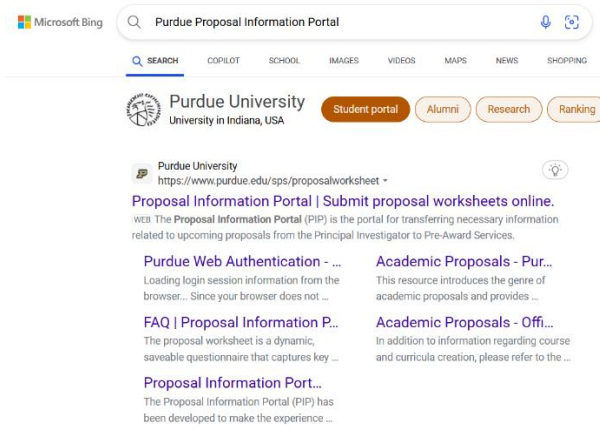 Microsoft Bing
Purdue Proposal Information Portal
SEARCH COPILOT SCHOOL IMAGES VIDEOS MAPS NEWS SHOPPING
Purdue University
University in Indiana, USA
Student portal Alumni Research Ranking
Purdue University
https://www.purdue.edu/sps/proposalworksheet
Proposal Information Portal | Submit proposal worksheets online.
WEB The Proposal Information Portal (PIP) is the portal for transferring necessary information
related to upcoming proposals from the Principal Investigator to Pre-Award Services.
Purdue Web Authentication - ...
Loading login session information from the
browser... Since your browser does not ...
Academic Proposals - Pur...
This resource introduces the genre of
academic proposals and provides ...
FAQ | Proposal Information P...
The proposal worksheet is a dynamic,
saveable questionnaire that captures key ...
Academic Proposals - Offi...
In addition to information regarding course
and curricula creation, please refer to the ...
Proposal Information Port...
The Proposal Information Portal (PIP) has
been developed to make the experience ...